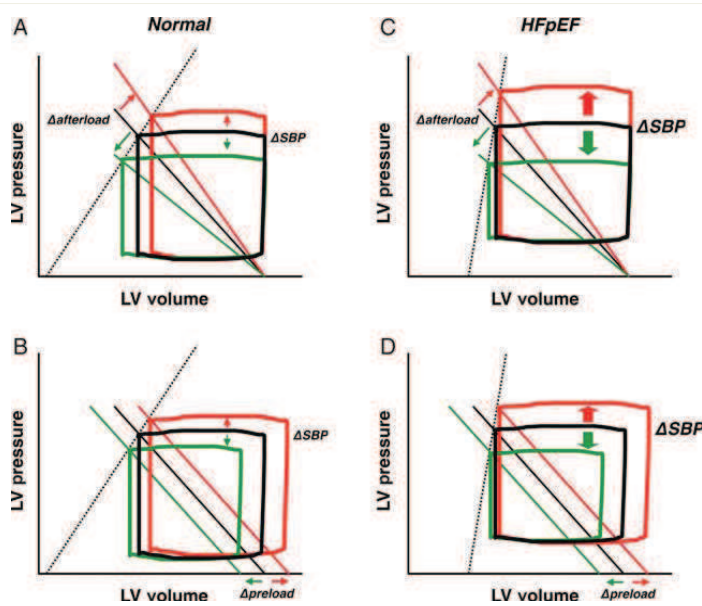 A
Normal
LV pressure
Δafterload
ΔSBP
LV volume
C
HFpEF
LV pressure
Δafterload
ΔSBP
LV volume
B
LV pressure
ΔSBP
LV volume
Δpreload
D
LV pressure
ΔSBP
LV volume
Δpreload